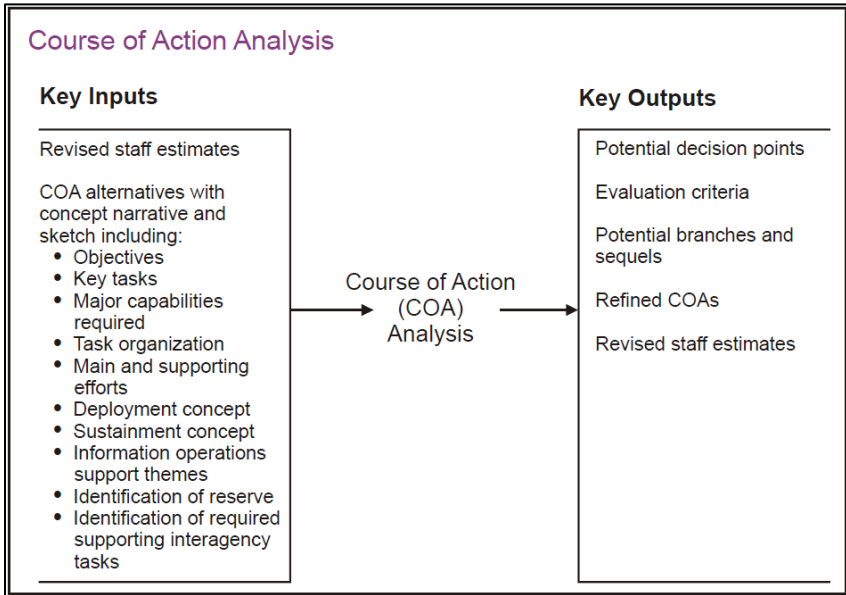 Course of Action Analysis
Key Inputs
Revised staff estimates
COA alternatives with
concept narrative and
sketch including:
• Objectives
• Key tasks
• Major capabilities
required
• Task organization
• Main and supporting
efforts
• Deployment concept
• Sustainment concept
• Information operations
support themes
• Identification of reserve
• Identification of required
supporting interagency
tasks
Course of Action
(COA)
Analysis
Key Outputs
Potential decision points
Evaluation criteria
Potential branches and
sequels
Refined COAs
Revised staff estimates